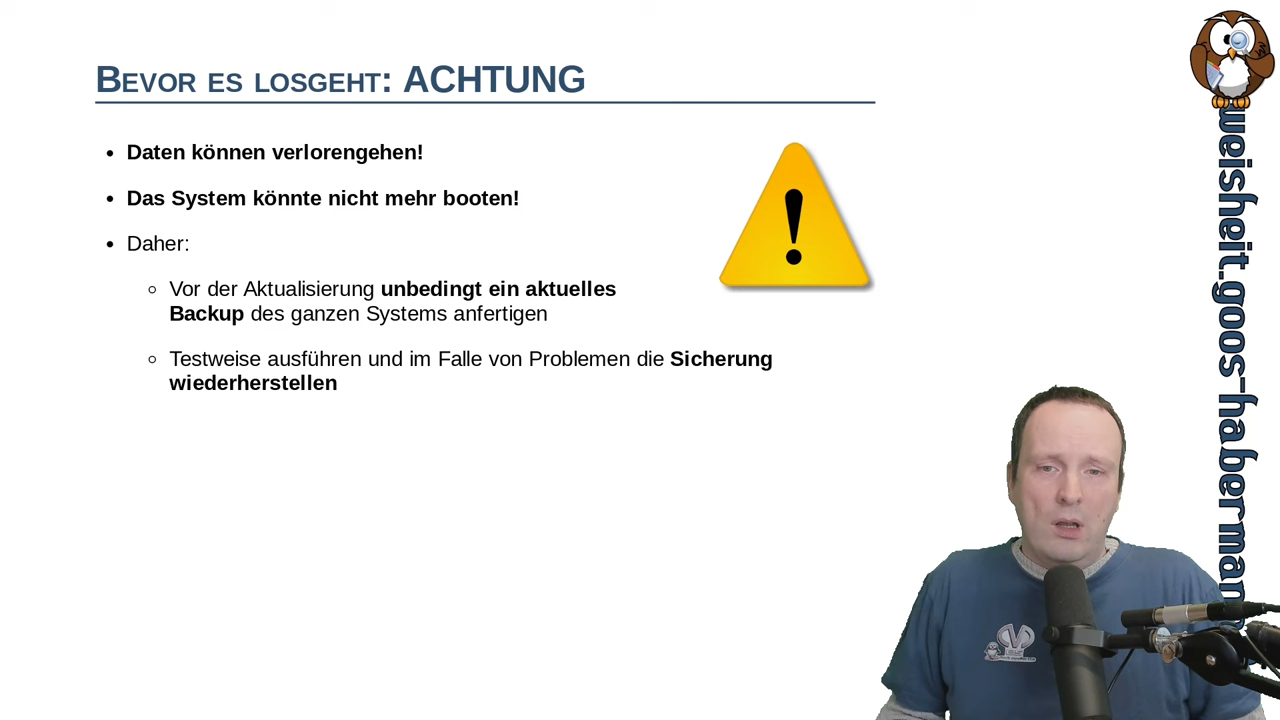 Bevor es losgeht: ACHTUNG
• Daten können verlorengehen!
• Das System könnte nicht mehr booten!
• Daher:
◦ Vor der Aktualisierung unbedingt ein aktuelles
Backup des ganzen Systems anfertigen
◦ Testweise ausführen und im Falle von Problemen die Sicherung
wiederherstellen
weisheit.goos-haberman